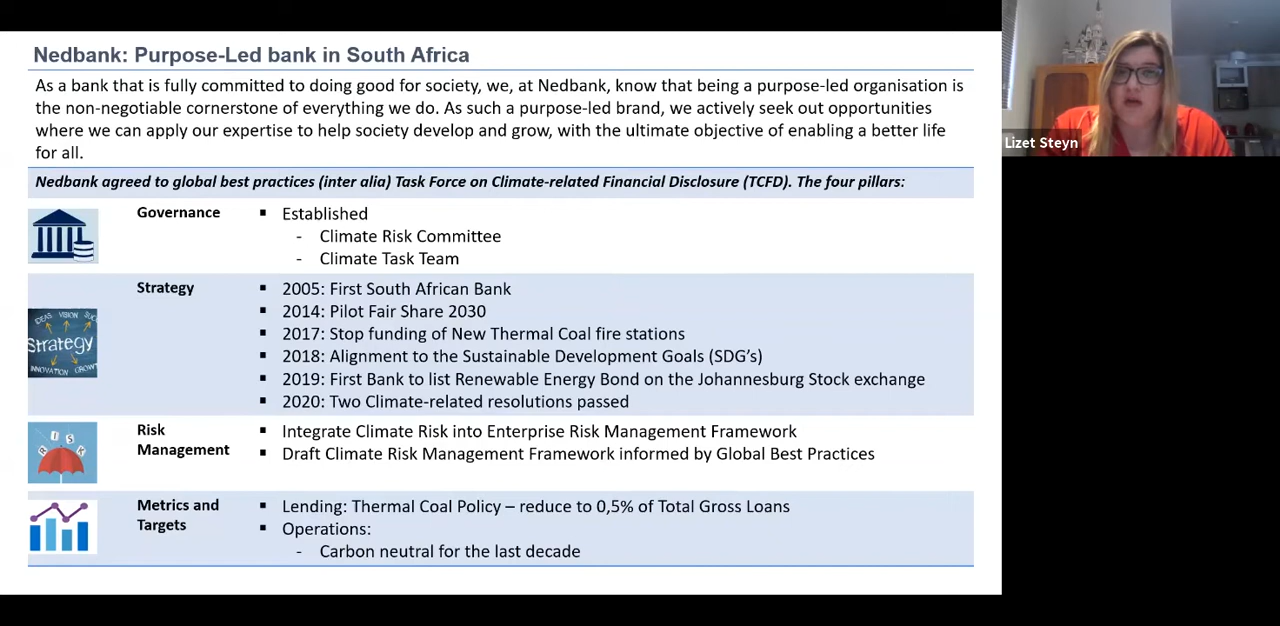 Nedbank: Purpose-Led bank in South Africa
As a bank that is fully committed to doing good for society, we, at Nedbank, know that being a purpose-led organisation is
the non-negotiable cornerstone of everything we do. As such a purpose-led brand, we actively seek out opportunities
where we can apply our expertise to help society develop and grow, with the ultimate objective of enabling a better life
for all.
Nedbank agreed to global best practices (inter alia) Task Force on Climate-related Financial Disclosure (TCFD). The four pillars:
Governance
▪ Established
- Climate Risk Committee
- Climate Task Team
IDEAS VISION
Strategy
INNOVATION GROWT
Strategy
▪ 2005: First South African Bank
▪ 2014: Pilot Fair Share 2030
▪ 2017: Stop funding of New Thermal Coal fire stations
▪ 2018: Alignment to the Sustainable Development Goals (SDG's)
▪ 2019: First Bank to list Renewable Energy Bond on the Johannesburg Stock exchange
▪ 2020: Two Climate-related resolutions passed
RISK
Risk
Management
▪ Integrate Climate Risk into Enterprise Risk Management Framework
▪ Draft Climate Risk Management Framework informed by Global Best Practices
Metrics and
Targets
▪ Lending: Thermal Coal Policy – reduce to 0,5% of Total Gross Loans
▪ Operations:
- Carbon neutral for the last decade
Lizet Steyn